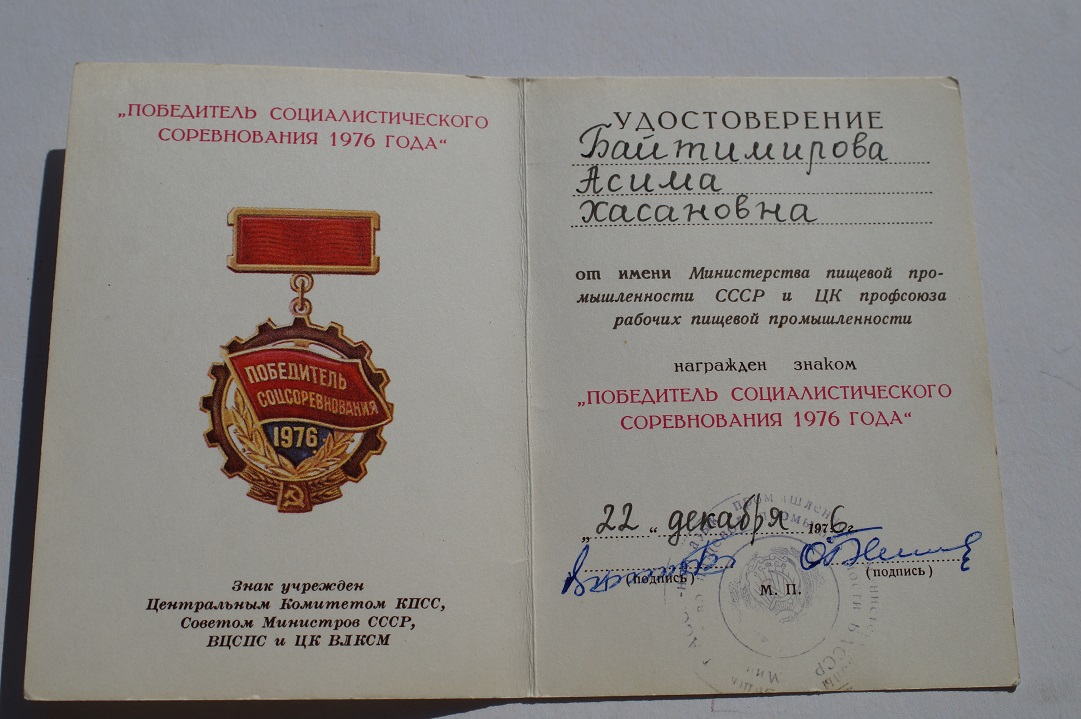 „ПОБЕДИТЕЛЬ СОЦИАЛИСТИЧЕСКОГО
СОРЕВНОВАНИЯ 1976 ГОДА“
ПОБЕДИТЕЛЬ
СОЦСОРЕВНОВАНИЯ
1976
Знак учрежден
Центральным Комитетом КПСС,
Советом Министров СССР,
ВЦСПС и ЦК ВЛКСМ
УДОСТОВЕРЕНИЕ
Байтимирова
Асима
Хасановна
от имени Министерства пищевой про-
мышленности СССР и ЦК профсоюза
рабочих пищевой промышленности
награжден знаком
„ПОБЕДИТЕЛЬ СОЦИАЛИСТИЧЕСКОГО
СОРЕВНОВАНИЯ 1976 ГОДА“
„22“ декабря 1976 г.
(подпись)
(подпись)
М. П.